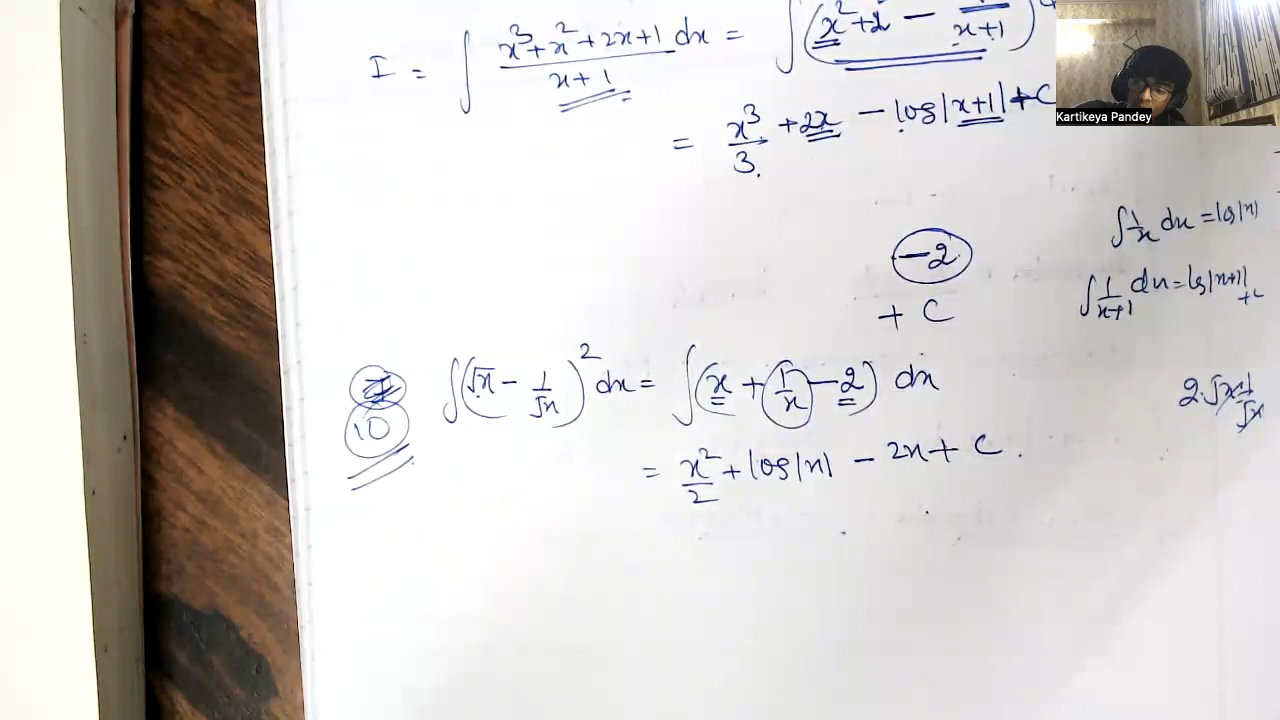 I = ∫ (x³+x²+2x+1)/(x+1) dx = ∫(x²+2 − 1/(x+1))
= x³/3 + 2x − log|x+1| + C
Kartikeya Pandey
−2
+ C
∫ 1/x dx = log|x|
∫ 1/(x+1) dx = log|x+1| + c
10 ∫(√x − 1/√x)² dx = ∫(x + 1/x − 2) dx
= x²/2 + log|x| − 2x + C.
2.√x × 1/√x